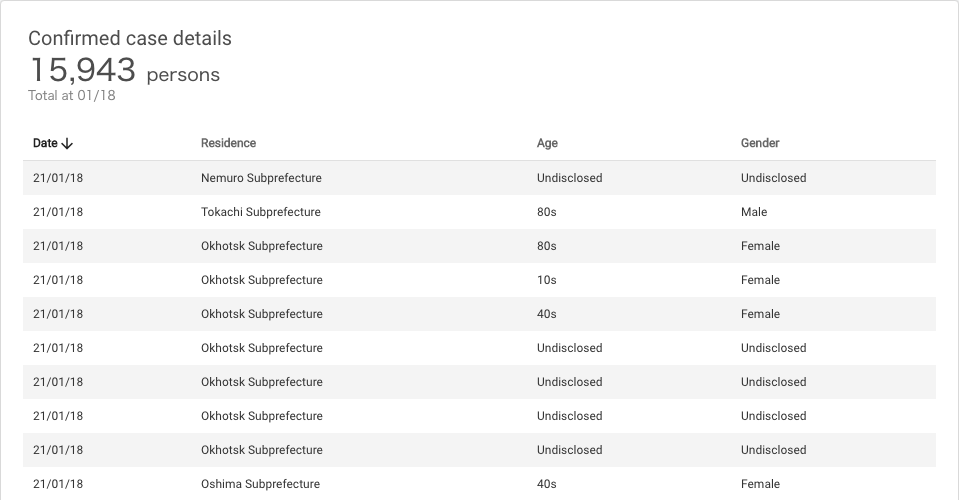 Confirmed case details
15,943 persons
Total at 01/18
Date Residence Age Gender
21/01/18 Nemuro Subprefecture Undisclosed Undisclosed
21/01/18 Tokachi Subprefecture 80s Male
21/01/18 Okhotsk Subprefecture 80s Female
21/01/18 Okhotsk Subprefecture 10s Female
21/01/18 Okhotsk Subprefecture 40s Female
21/01/18 Okhotsk Subprefecture Undisclosed Undisclosed
21/01/18 Okhotsk Subprefecture Undisclosed Undisclosed
21/01/18 Okhotsk Subprefecture Undisclosed Undisclosed
21/01/18 Okhotsk Subprefecture Undisclosed Undisclosed
21/01/18 Oshima Subprefecture 40s Female